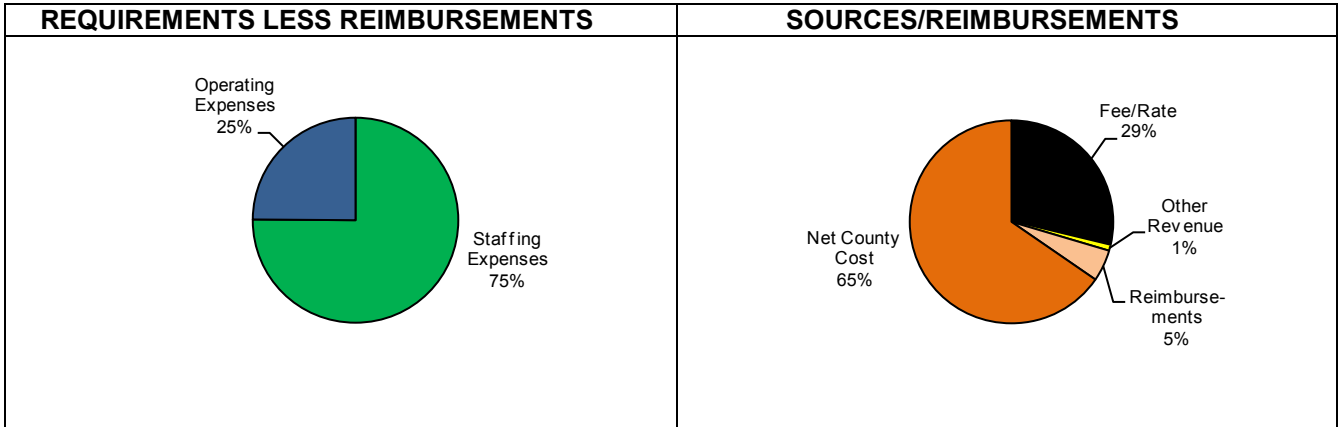 REQUIREMENTS LESS REIMBURSEMENTS
Operating
Expenses
25%
Staffing
Expenses
75%
SOURCES/REIMBURSEMENTS
Fee/Rate
29%
Other
Revenue
1%
Reimburse-
ments
5%
Net County
Cost
65%